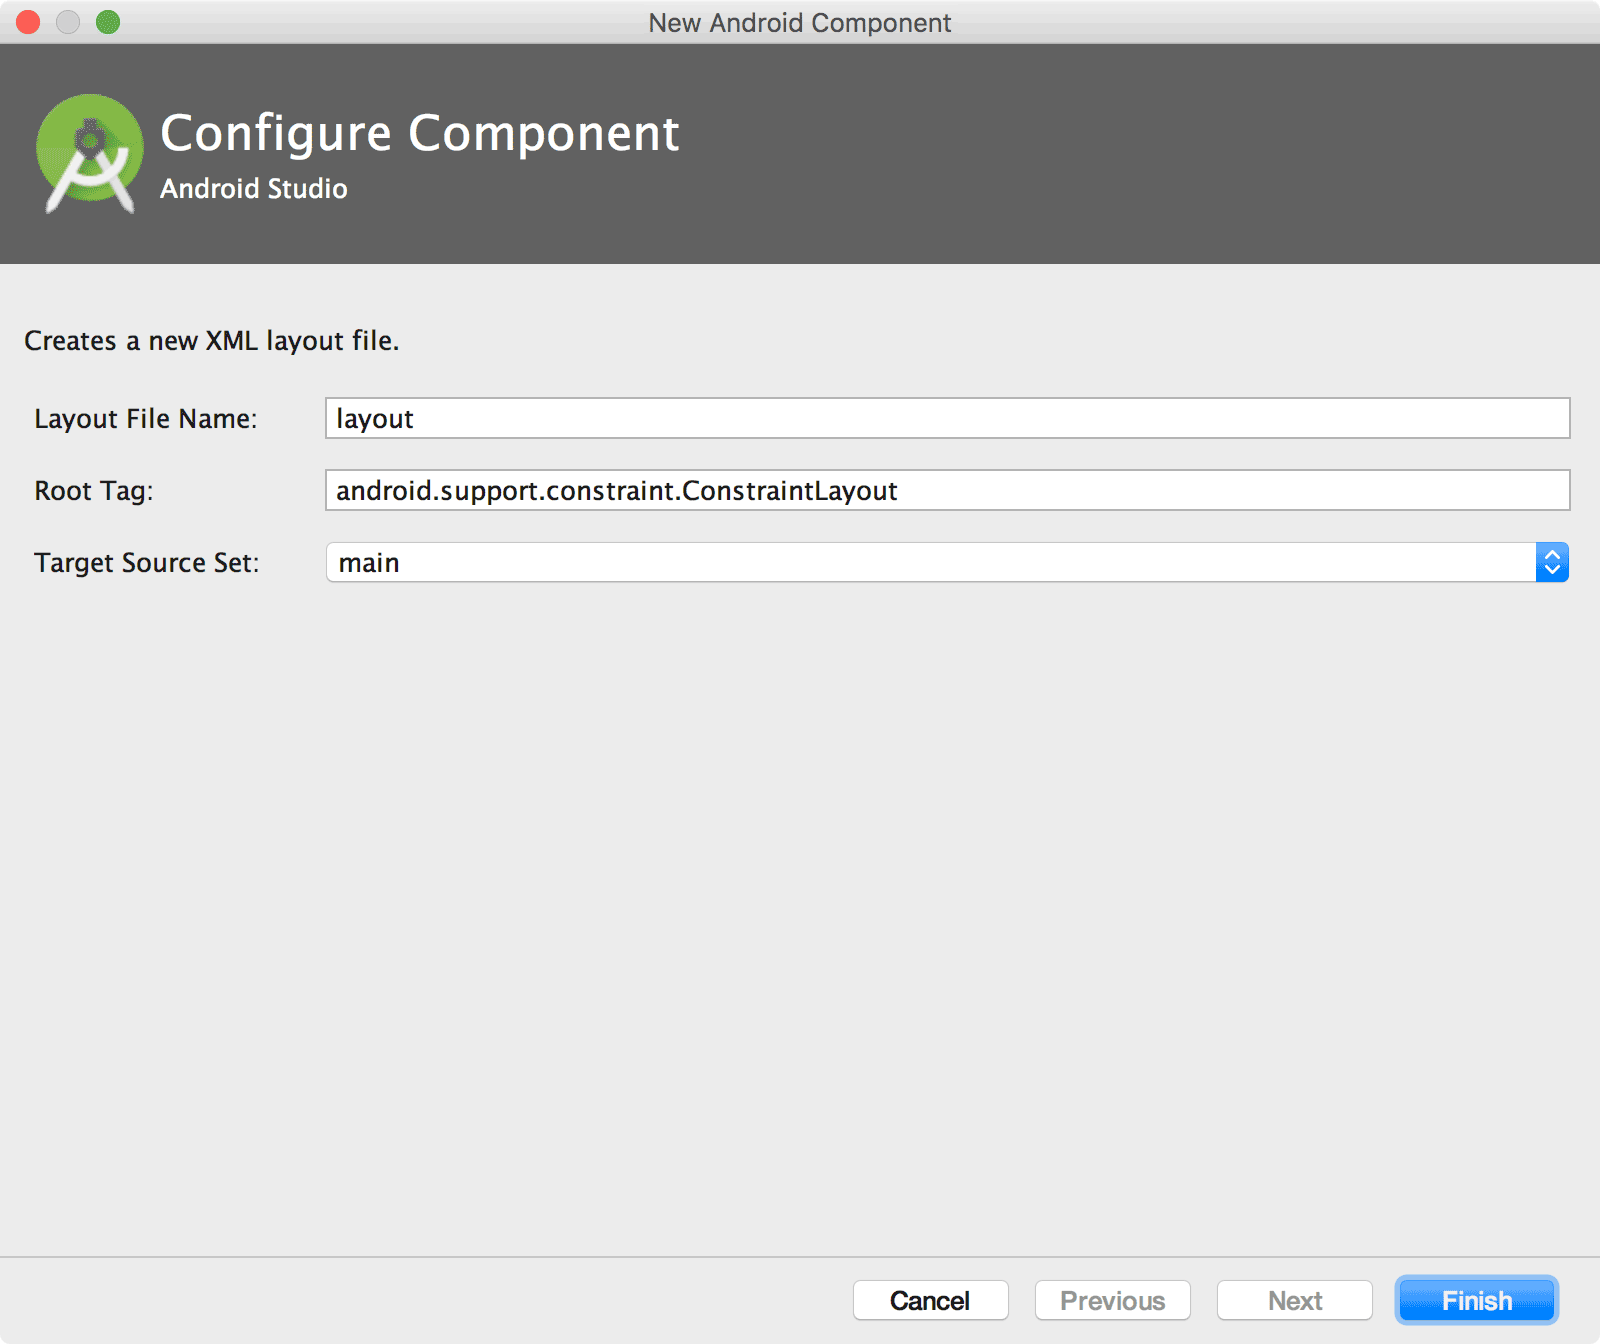 New Android Component
Configure Component
Android Studio
Creates a new XML layout file.
Layout File Name: layout
Root Tag: android.support.constraint.ConstraintLayout
Target Source Set: main
Cancel Previous Next Finish